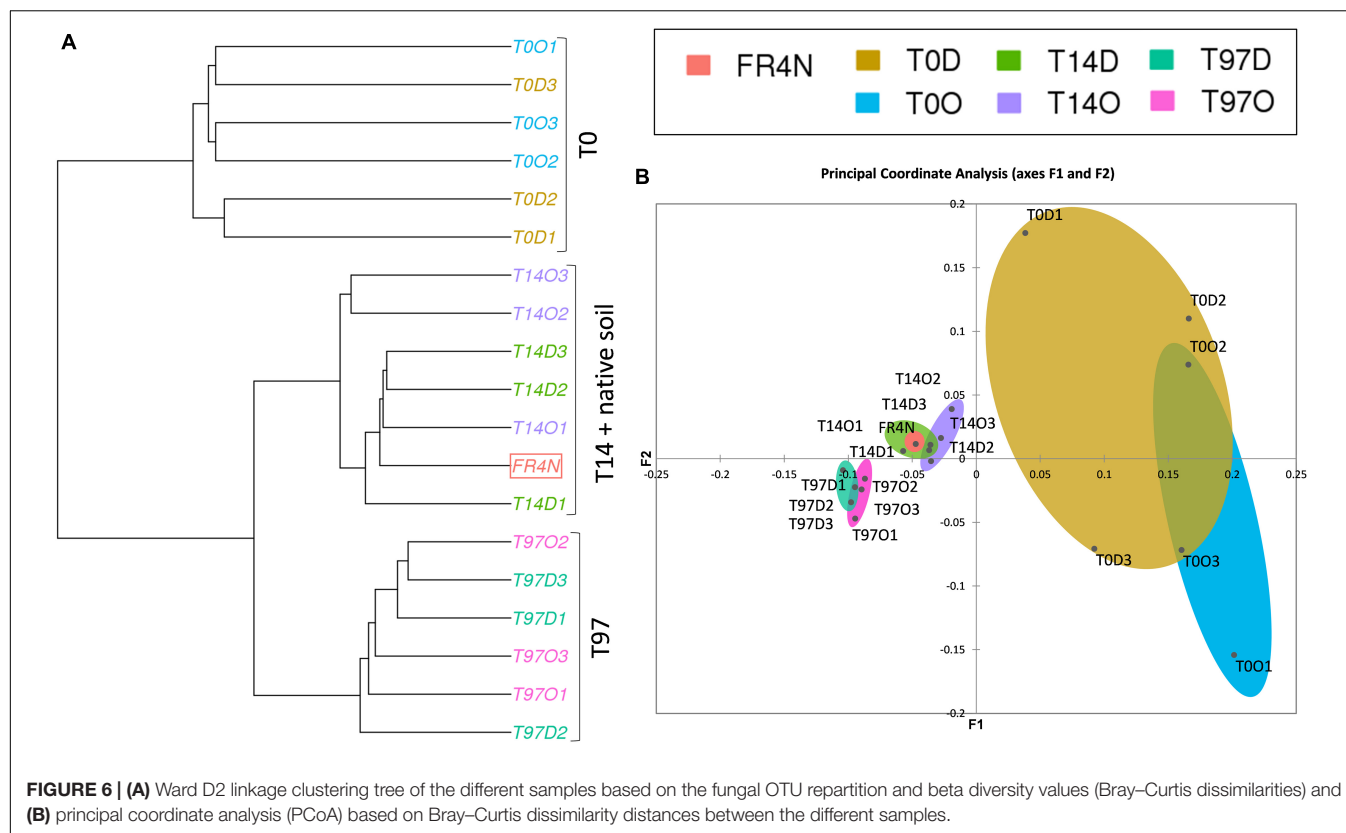 A
T0O1
T0D3
T0O3
T0O2
T0D2
T0D1
T0
T14O3
T14O2
T14D3
T14D2
T14O1
FR4N
T14D1
T14 + native soil
T97O2
T97D3
T97D1
T97O3
T97O1
T97D2
T97
FR4N T0D T14D T97D
T0O T14O T97O
B
Principal Coordinate Analysis (axes F1 and F2)
0.2
0.15
0.1
0.05
0
-0.05
-0.1
-0.15
-0.2
-0.25 -0.2 -0.15 -0.1 -0.05 0 0.05 0.1 0.15 0.2 0.25
F2
F1
T0D1
T0D2
T0O2
T14O2
T14D3
T14O1 FR4N T14O3
T14D1 T14D2
T97D1 T97O2
T97D2 T97O3
T97D3 T97O1
T0D3 T0O3
T0O1
FIGURE 6 | (A) Ward D2 linkage clustering tree of the different samples based on the fungal OTU repartition and beta diversity values (Bray–Curtis dissimilarities) and
(B) principal coordinate analysis (PCoA) based on Bray–Curtis dissimilarity distances between the different samples.